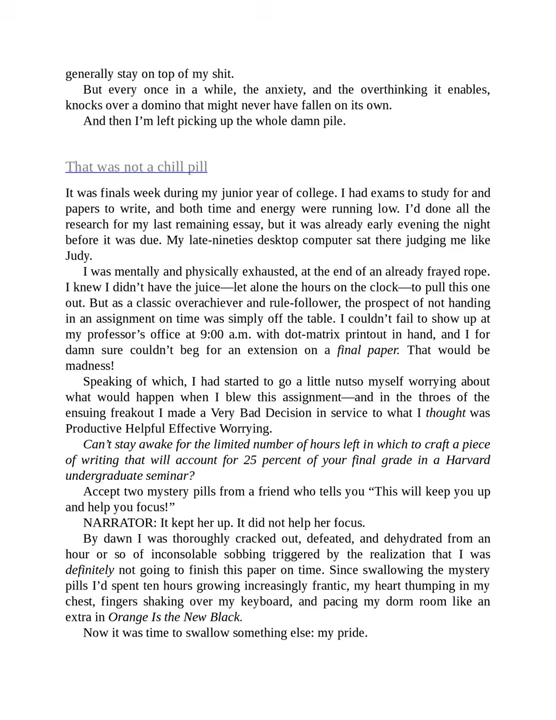 generally stay on top of my shit.
But every once in a while, the anxiety, and the overthinking it enables,
knocks over a domino that might never have fallen on its own.
And then I’m left picking up the whole damn pile.
That was not a chill pill
It was finals week during my junior year of college. I had exams to study for and
papers to write, and both time and energy were running low. I’d done all the
research for my last remaining essay, but it was already early evening the night
before it was due. My late-nineties desktop computer sat there judging me like
Judy.
I was mentally and physically exhausted, at the end of an already frayed rope.
I knew I didn’t have the juice—let alone the hours on the clock—to pull this one
out. But as a classic overachiever and rule-follower, the prospect of not handing
in an assignment on time was simply off the table. I couldn’t fail to show up at
my professor’s office at 9:00 a.m. with dot-matrix printout in hand, and I for
damn sure couldn’t beg for an extension on a final paper. That would be
madness!
Speaking of which, I had started to go a little nutso myself worrying about
what would happen when I blew this assignment—and in the throes of the
ensuing freakout I made a Very Bad Decision in service to what I thought was
Productive Helpful Effective Worrying.
Can’t stay awake for the limited number of hours left in which to craft a piece
of writing that will account for 25 percent of your final grade in a Harvard
undergraduate seminar?
Accept two mystery pills from a friend who tells you “This will keep you up
and help you focus!”
NARRATOR: It kept her up. It did not help her focus.
By dawn I was thoroughly cracked out, defeated, and dehydrated from an
hour or so of inconsolable sobbing triggered by the realization that I was
definitely not going to finish this paper on time. Since swallowing the mystery
pills I’d spent ten hours growing increasingly frantic, my heart thumping in my
chest, fingers shaking over my keyboard, and pacing my dorm room like an
extra in Orange Is the New Black.
Now it was time to swallow something else: my pride.